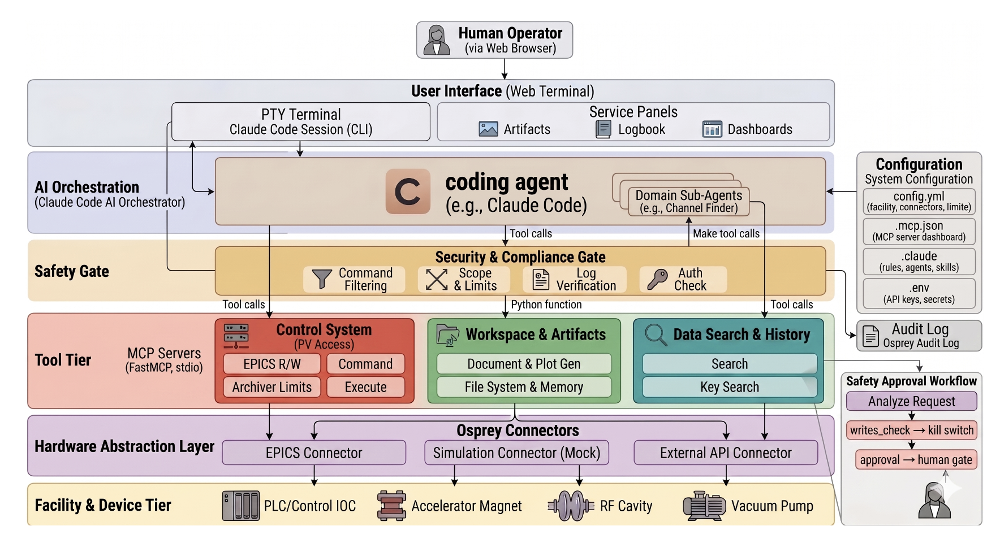 Human Operator
(via Web Browser)
User Interface (Web Terminal)
PTY Terminal
Claude Code Session (CLI)
Service Panels
Artifacts
Logbook
Dashboards
AI Orchestration
(Claude Code AI Orchestrator)
C
coding agent
(e.g., Claude Code)
Domain Sub-Agents
(e.g., Channel Finder)
Tool calls
Make tool calls
Configuration
System Configuration
config.yml
(facility, connectors, limite)
.mcp.json
(MCP server dashboard)
.claude
(rules, agents, skills)
.env
(API keys, secrets)
Safety Gate
Security & Compliance Gate
Command
Filtering
Scope
& Limits
Log
Verification
Auth
Check
Tool calls
Python function
Tool calls
Audit Log
Osprey Audit Log
Tool Tier
MCP Servers
(FastMCP, stdio)
Control System
(PV Access)
EPICS R/W
Command
Archiver Limits
Execute
Workspace & Artifacts
Document & Plot Gen
File System & Memory
Data Search & History
Search
Key Search
Safety Approval Workflow
Analyze Request
writes_check → kill switch
approval → human gate
Hardware Abstraction Layer
Osprey Connectors
EPICS Connector
Simulation Connector (Mock)
External API Connector
Facility & Device Tier
PLC/Control IOC
Accelerator Magnet
RF Cavity
Vacuum Pump